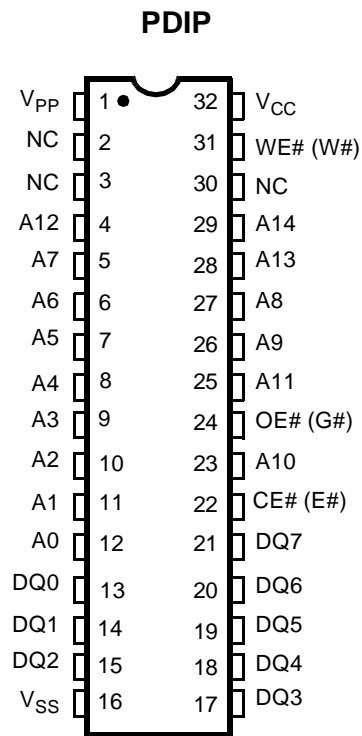 PDIP
VPP 1 32 VCC
NC 2 31 WE# (W#)
NC 3 30 NC
A12 4 29 A14
A7 5 28 A13
A6 6 27 A8
A5 7 26 A9
A4 8 25 A11
A3 9 24 OE# (G#)
A2 10 23 A10
A1 11 22 CE# (E#)
A0 12 21 DQ7
DQ0 13 20 DQ6
DQ1 14 19 DQ5
DQ2 15 18 DQ4
VSS 16 17 DQ3